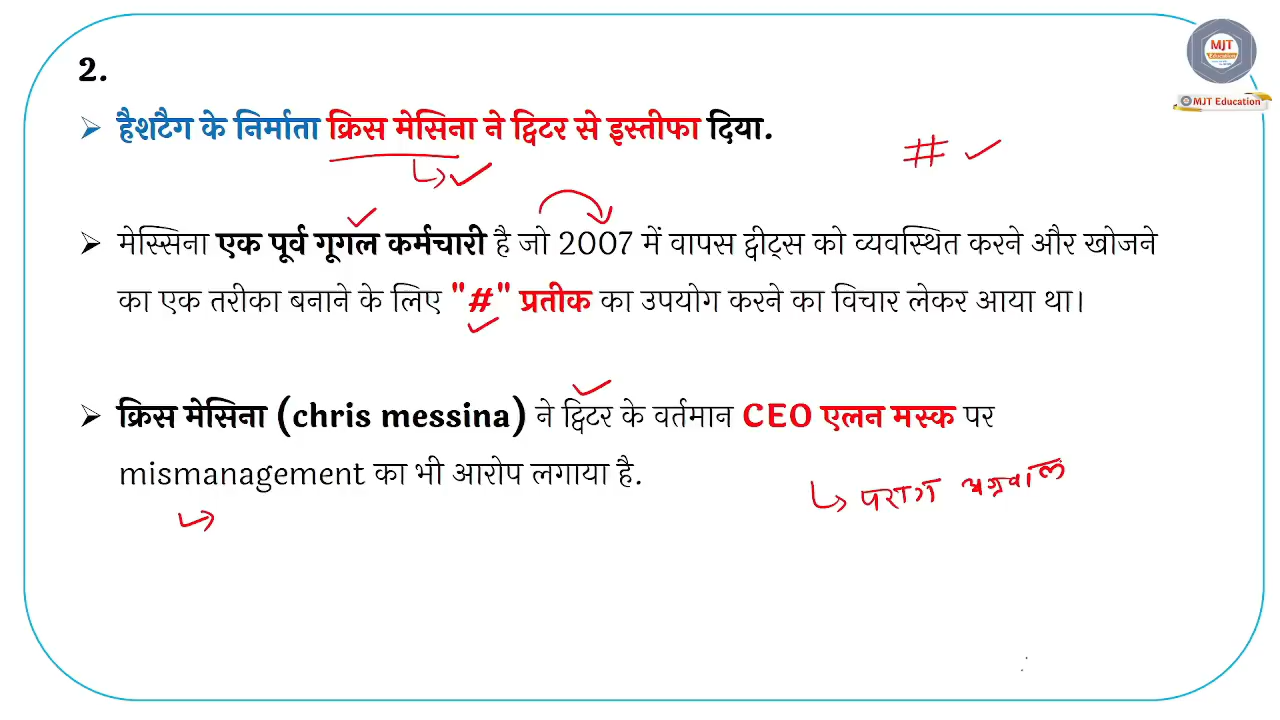 MJT
Education
MJT Education
2.
हैशटैग के निर्माता क्रिस मेसिना ने ट्विटर से इस्तीफा दिया.
#
मेस्सिना एक पूर्व गूगल कर्मचारी है जो 2007 में वापस ट्वीट्स को व्यवस्थित करने और खोजने
का एक तरीका बनाने के लिए "#" प्रतीक का उपयोग करने का विचार लेकर आया था।
क्रिस मेसिना (chris messina) ने ट्विटर के वर्तमान CEO एलन मस्क पर
mismanagement का भी आरोप लगाया है.
पराग अग्रवाल